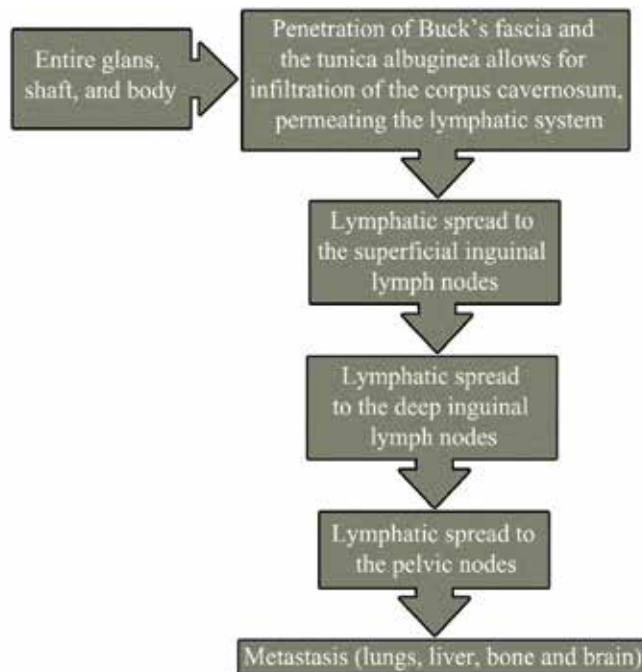 Entire glans,
shaft, and body
Penetration of Buck's fascia and
the tunica albuginea allows for
infiltration of the corpus cavernosum,
permeating the lymphatic system
Lymphatic spread to
the superficial inguinal
lymph nodes
Lymphatic spread
to the deep inguinal
lymph nodes
Lymphatic spread to
the pelvic nodes
Metastasis (lungs, liver, bone and brain)